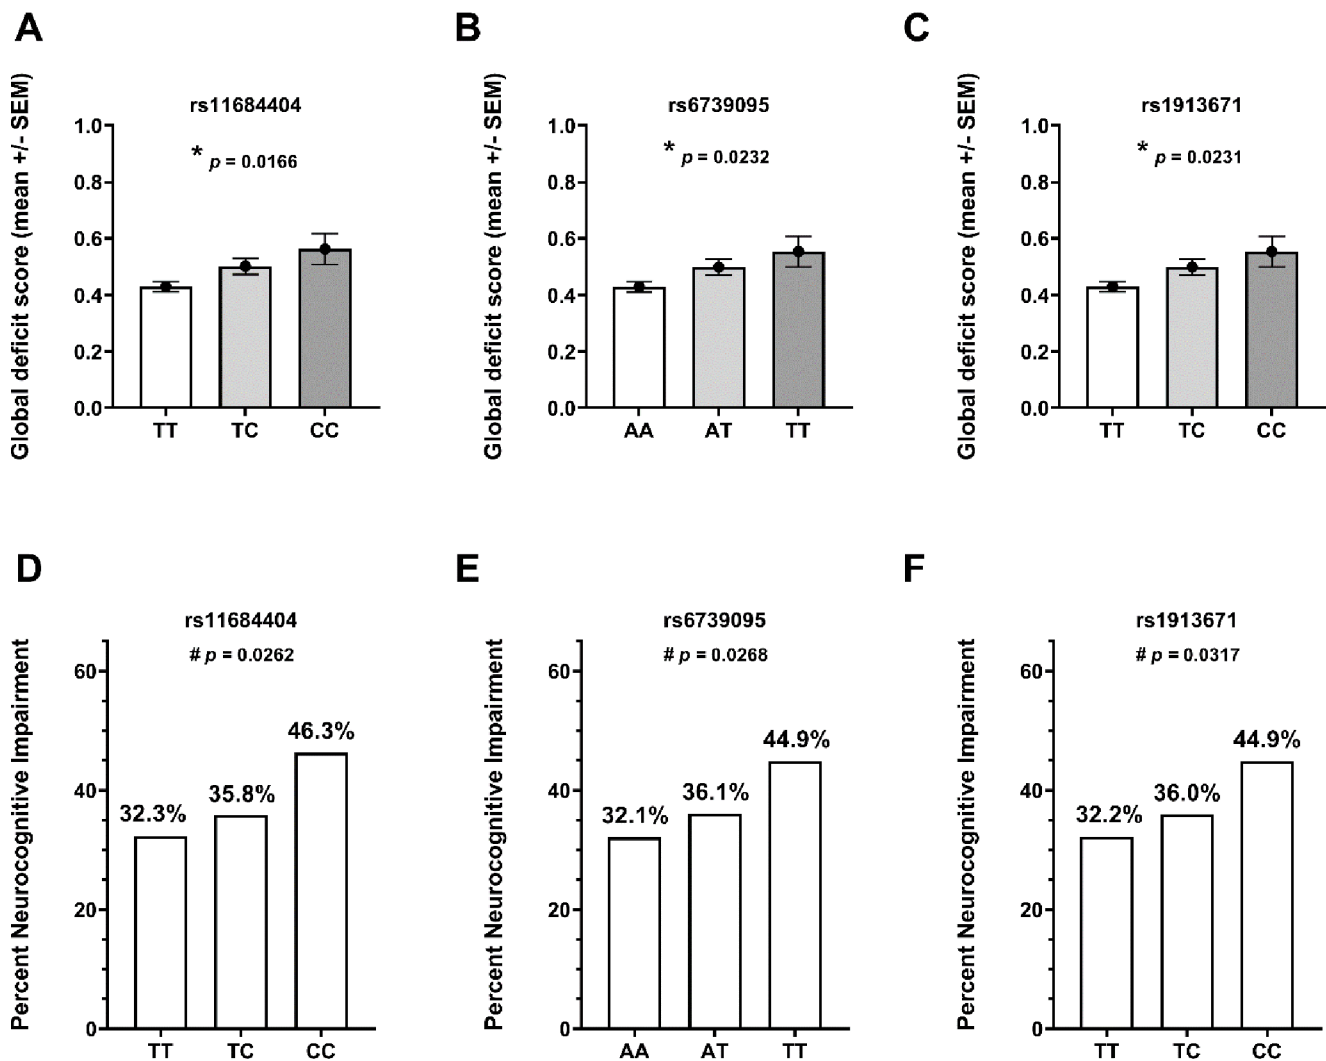 A
B
C
Global deficit score (mean +/- SEM)
rs11684404
* p = 0.0166
1.0
0.8
0.6
0.4
0.2
0.0
TT TC CC
Global deficit score (mean +/- SEM)
rs6739095
* p = 0.0232
1.0
0.8
0.6
0.4
0.2
0.0
AA AT TT
Global deficit score (mean +/- SEM)
rs1913671
* p = 0.0231
1.0
0.8
0.6
0.4
0.2
0.0
TT TC CC
D
E
F
Percent Neurocognitive Impairment
rs11684404
# p = 0.0262
60
40
20
0
32.3%
35.8%
46.3%
TT TC CC
Percent Neurocognitive Impairment
rs6739095
# p = 0.0268
60
40
20
0
32.1%
36.1%
44.9%
AA AT TT
Percent Neurocognitive Impairment
rs1913671
# p = 0.0317
60
40
20
0
32.2%
36.0%
44.9%
TT TC CC